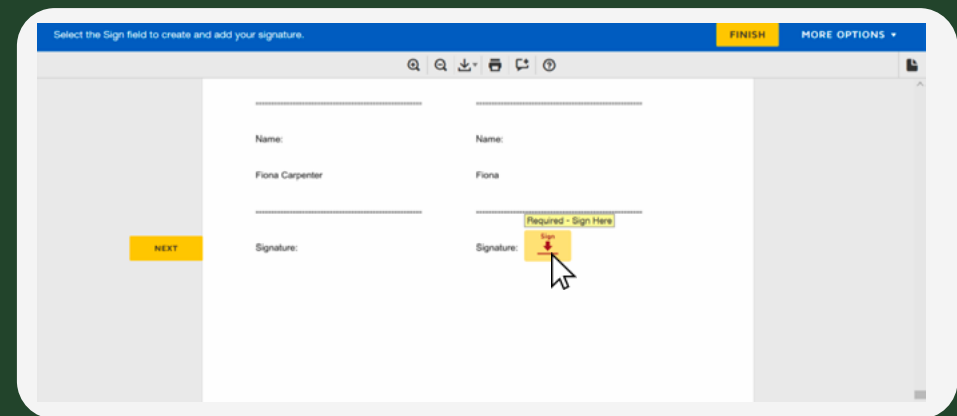 Select the Sign field to create and add your signature.
FINISH
MORE OPTIONS
Name:
Name:
Fiona Carpenter
Fiona
Required - Sign Here
NEXT
Signature:
Signature:
Sign